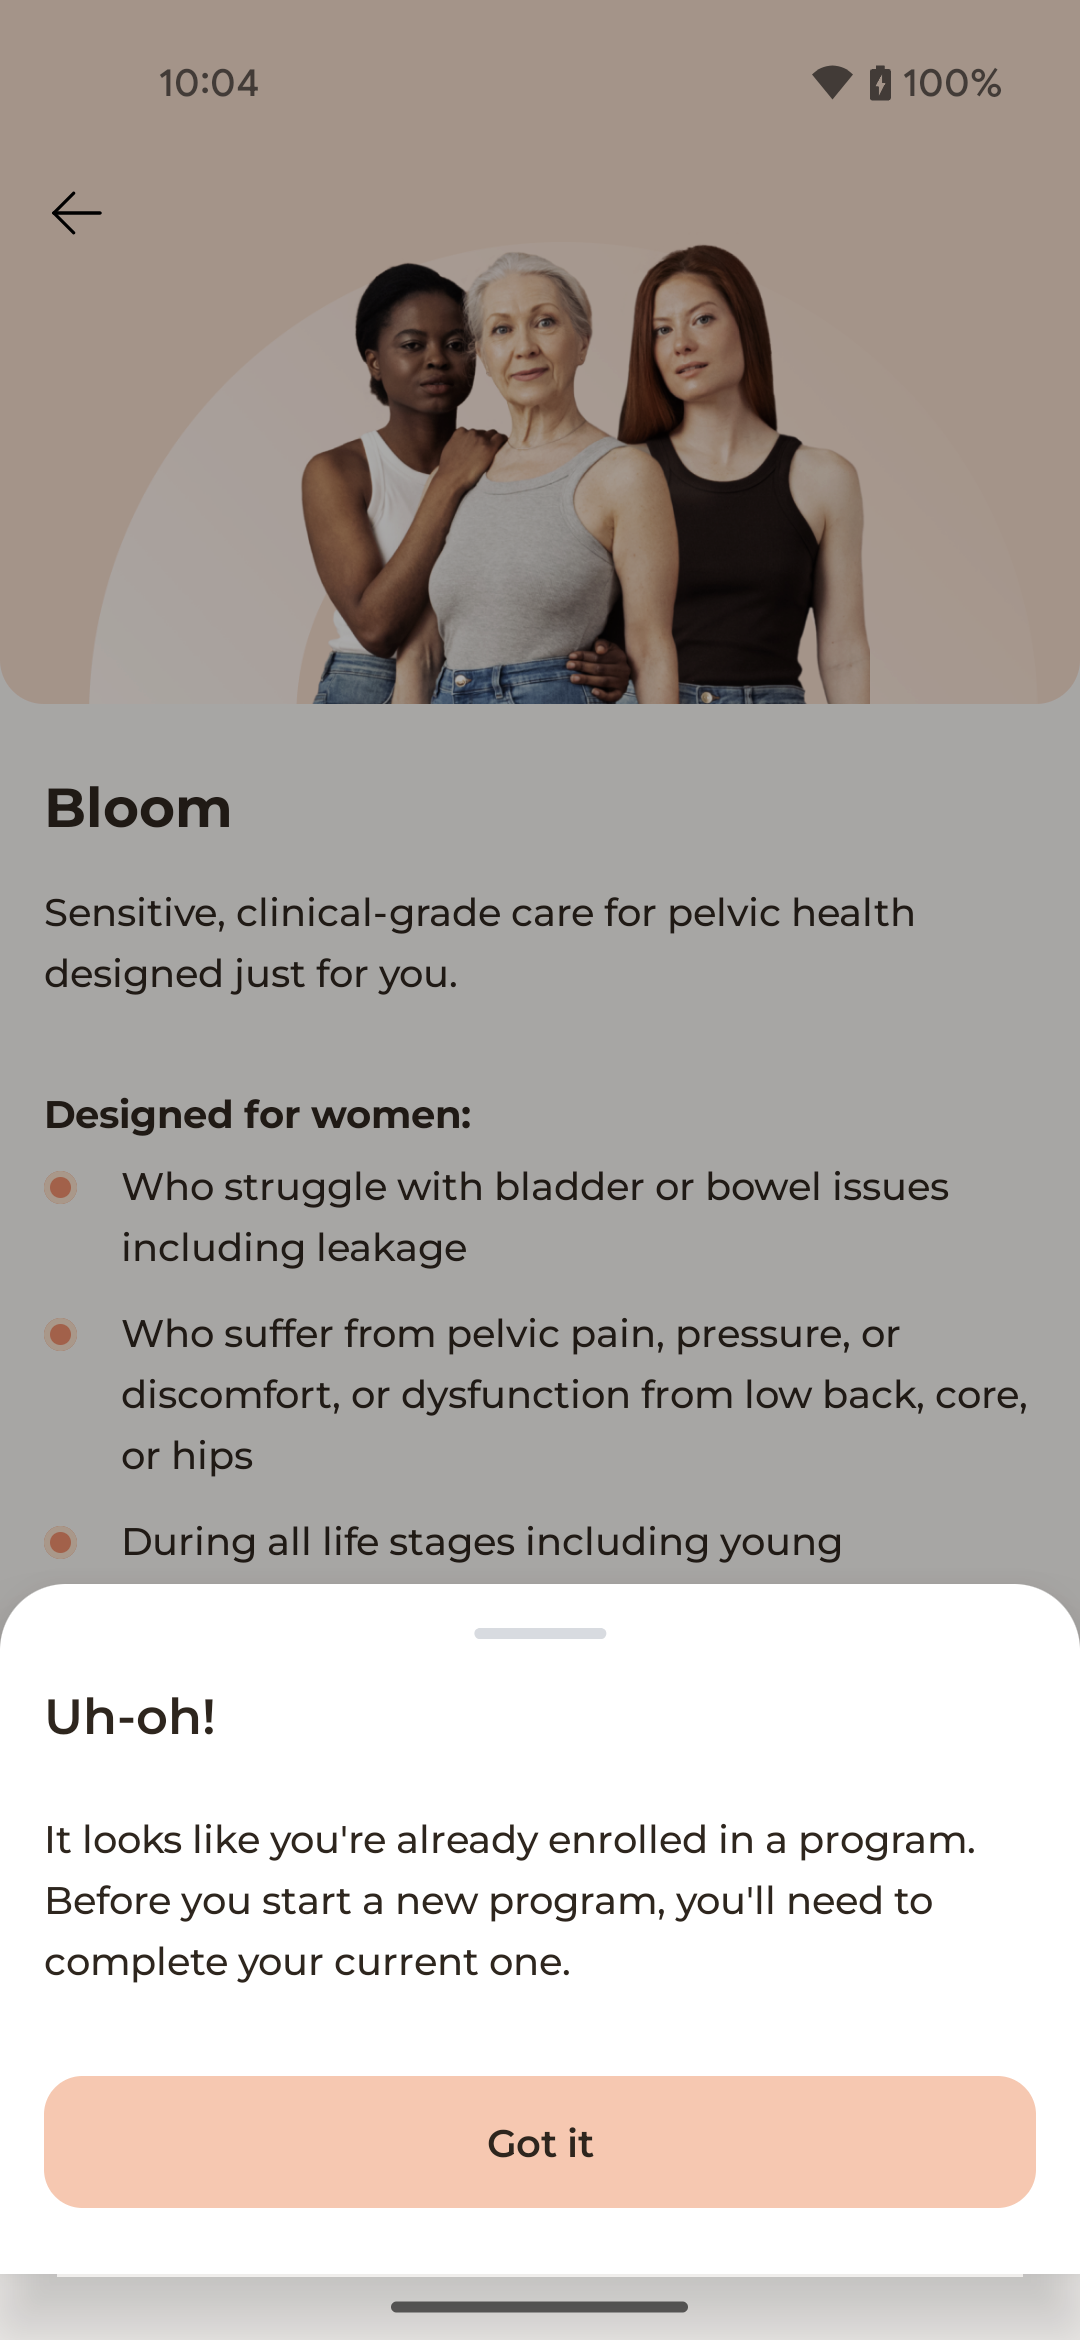 10:04
100%
Bloom
Sensitive, clinical-grade care for pelvic health
designed just for you.
Designed for women:
Who struggle with bladder or bowel issues
including leakage
Who suffer from pelvic pain, pressure, or
discomfort, or dysfunction from low back, core,
or hips
During all life stages including young
Uh-oh!
It looks like you're already enrolled in a program.
Before you start a new program, you'll need to
complete your current one.
Got it